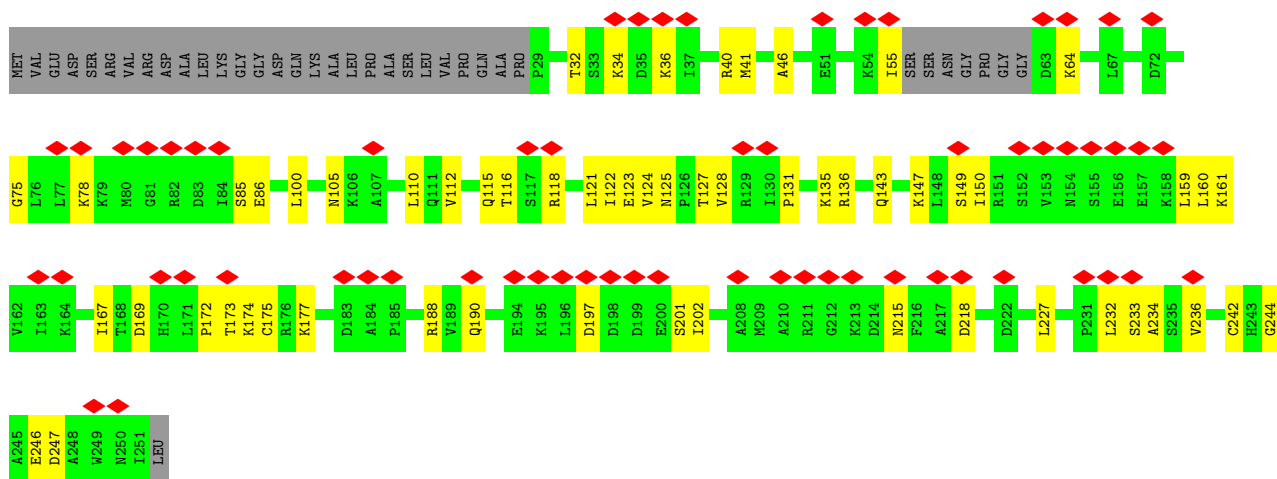 MET VAL GLU ASP SER ARG VAL ARG ASP ALA LEU LYS GLY GLY ASP GLN LYS ALA LEU PRO ALA SER LEU VAL PRO GLN ALA PRO P29 T32 S33 K34 D35 K36 I37 R40 M41 A46 E51 K54 I55 SER SER ASN GLY PRO GLY GLY D63 K64 L67 D72
G75 L76 L77 K78 K79 M80 G81 R82 D83 I84 S85 E86 L100 N105 K106 A107 L110 Q111 V112 Q115 T116 S117 R118 L121 I122 E123 V124 N125 P126 T127 V128 R129 I130 P131 K135 R136 Q143 K147 L148 S149 I150 R151 S152 V153 N154 S155 E156 E157 K158 L159 L160 K161
V162 I163 K164 I167 T168 D169 H170 L171 P172 T173 K174 C175 R176 K177 D183 A184 P185 R188 V189 Q190 E194 K195 L196 D197 D198 D199 E200 S201 I202 A208 M209 A210 R211 G212 K213 D214 N215 F216 A217 D218 D222 L227 P231 L232 S233 A234 S235 V236 C242 H243 G244
A245 E246 D247 A248 W249 N250 I251 LEU